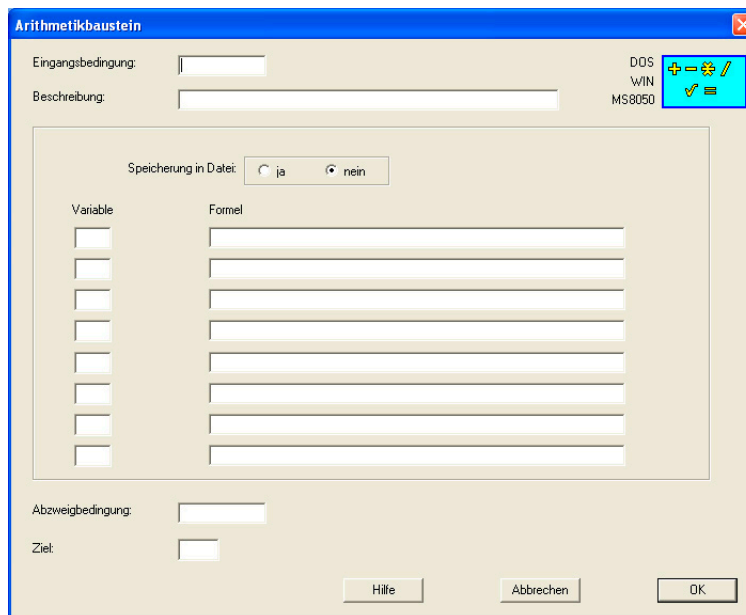 Arithmetikbaustein
Eingangsbedingung:
DOS
WIN
MS8050
Beschreibung:
Speicherung in Datei:
ja
nein
Variable
Formel
Abzweigbedingung:
Ziel:
Hilfe
Abbrechen
OK